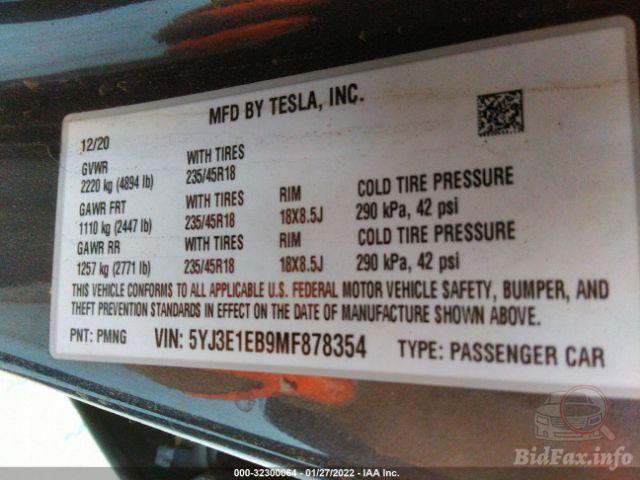 MFD BY TESLA, INC.
12/20
GVWR WITH TIRES
2220 kg (4894 lb) 235/45R18
GAWR FRT WITH TIRES RIM COLD TIRE PRESSURE
1110 kg (2447 lb) 235/45R18 18X8.5J 290 kPa, 42 psi
GAWR RR WITH TIRES RIM COLD TIRE PRESSURE
1257 kg (2771 lb) 235/45R18 18X8.5J 290 kPa, 42 psi
THIS VEHICLE CONFORMS TO ALL APPLICABLE U.S. FEDERAL MOTOR VEHICLE SAFETY, BUMPER, AND
THEFT PREVENTION STANDARDS IN EFFECT ON THE DATE OF MANUFACTURE SHOWN ABOVE.
PNT: PMNG VIN: 5YJ3E1EB9MF878354 TYPE: PASSENGER CAR
BidFax.info
000-32300064 - 01/27/2022 - IAA Inc.